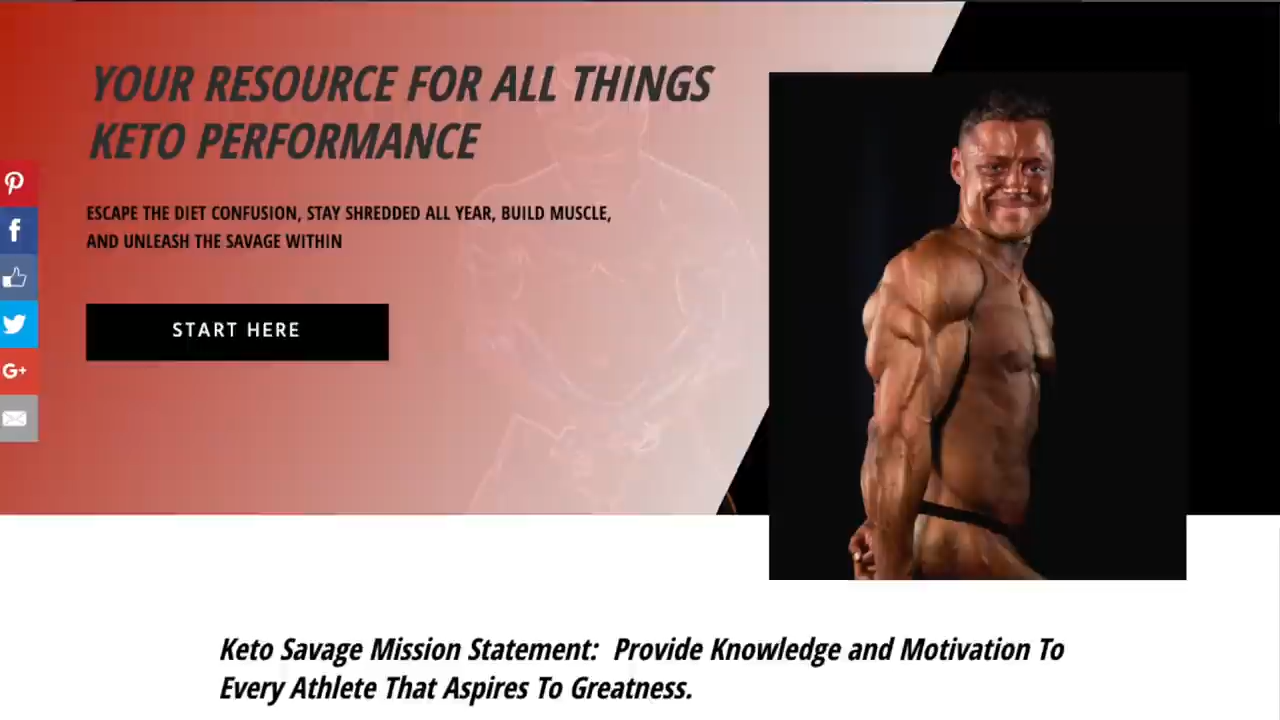 YOUR RESOURCE FOR ALL THINGS
KETO PERFORMANCE
ESCAPE THE DIET CONFUSION, STAY SHREDDED ALL YEAR, BUILD MUSCLE,
AND UNLEASH THE SAVAGE WITHIN
START HERE
G+
Keto Savage Mission Statement: Provide Knowledge and Motivation To
Every Athlete That Aspires To Greatness.